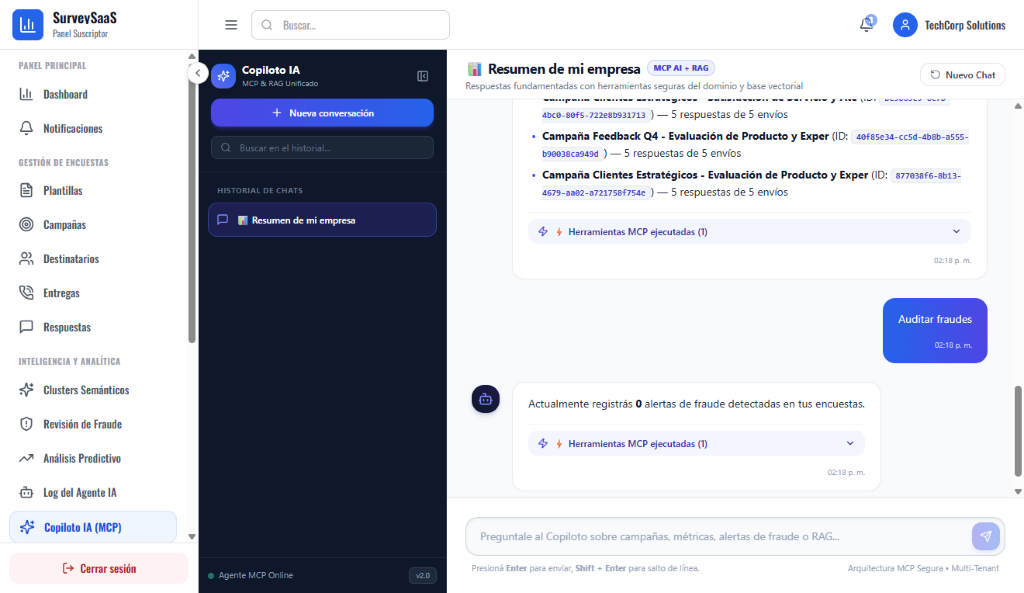 SurveySaaS
Panel Suscriptor
Buscar...
TechCorp Solutions
PANEL PRINCIPAL
Dashboard
Notificaciones
GESTIÓN DE ENCUESTAS
Plantillas
Campañas
Destinatarios
Entregas
Respuestas
INTELIGENCIA Y ANALÍTICA
Clusters Semánticos
Revisión de Fraude
Análisis Predictivo
Log del Agente IA
Copiloto IA (MCP)
Cerrar sesión
Copiloto IA
MCP & RAG Unificado
Nueva conversación
Buscar en el historial...
HISTORIAL DE CHATS
Resumen de mi empresa
Agente MCP Online
v2.0
Resumen de mi empresa
MCP AI + RAG
Respuestas fundamentadas con herramientas seguras del dominio y base vectorial
Nuevo Chat
4bc0-80f5-722e8b931713 ) — 5 respuestas de 5 envíos
• Campaña Feedback Q4 - Evaluación de Producto y Exper (ID: 40f85e34-cc5d-4b8b-a555-
b90038ca949d ) — 5 respuestas de 5 envíos
• Campaña Clientes Estratégicos - Evaluación de Producto y Exper (ID: 877038f6-8b13-
4679-aa02-a721758f754e ) — 5 respuestas de 5 envíos
Herramientas MCP ejecutadas (1)
02:18 p. m.
Auditar fraudes
02:18 p. m.
Actualmente registrás 0 alertas de fraude detectadas en tus encuestas.
Herramientas MCP ejecutadas (1)
02:18 p. m.
Preguntale al Copiloto sobre campañas, métricas, alertas de fraude o RAG...
Presioná Enter para enviar, Shift + Enter para salto de línea.
Arquitectura MCP Segura • Multi-Tenant